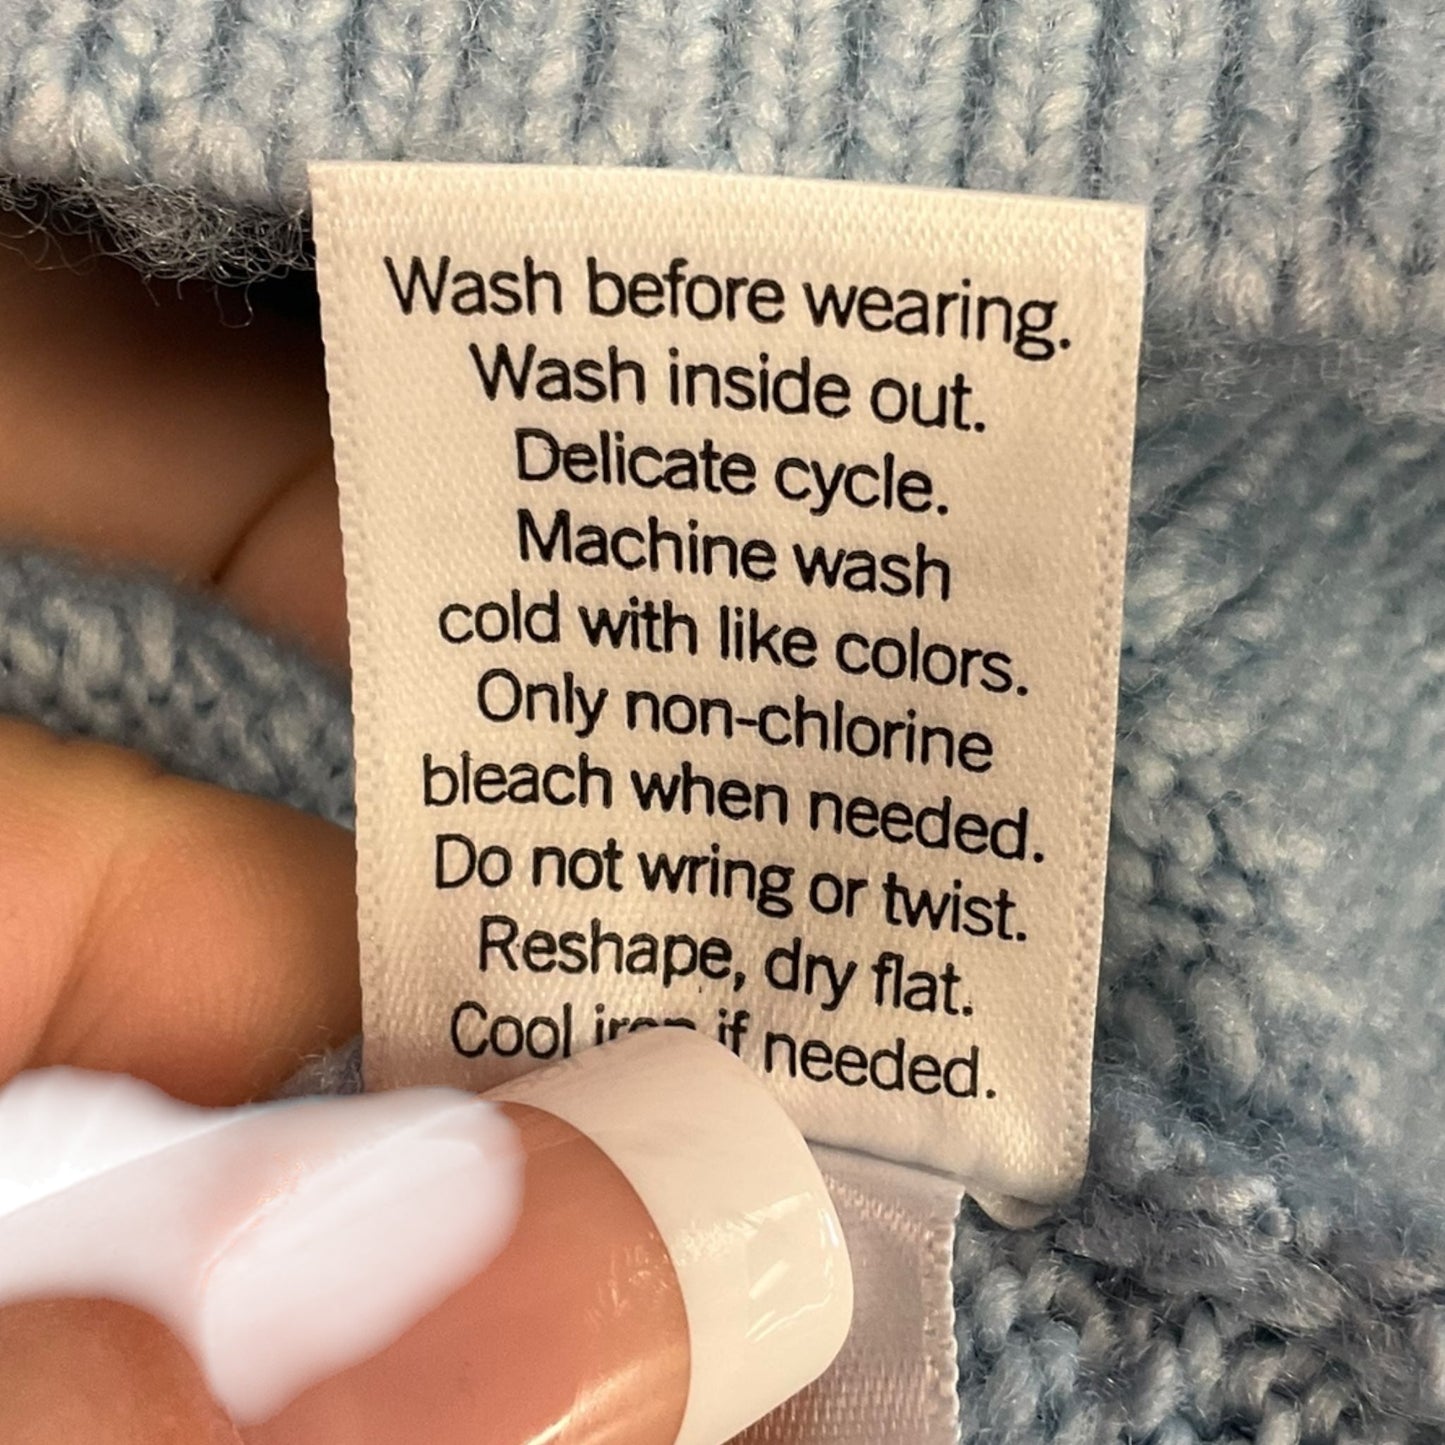 Wash before wearing.
Wash inside out.
Delicate cycle.
Machine wash
cold with like colors.
Only non-chlorine
bleach when needed.
Do not wring or twist.
Reshape, dry flat.
Cool iron if needed.